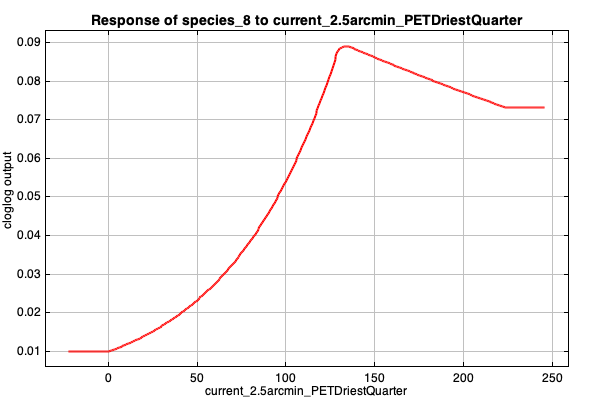 Response of species_8 to current_2.5arcmin_PETDriestQuarter
0.09
0.08
0.07
0.06
0.05
0.04
0.03
0.02
0.01
cloglog output
0 50 100 150 200 250
current_2.5arcmin_PETDriestQuarter